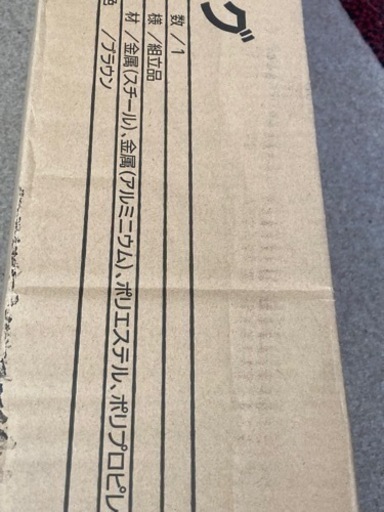 グ
数/1
様/組立品
材/金属(スチール)、金属(アルミニウム)、ポリエステル、ポリプロピレ
色/ブラウン